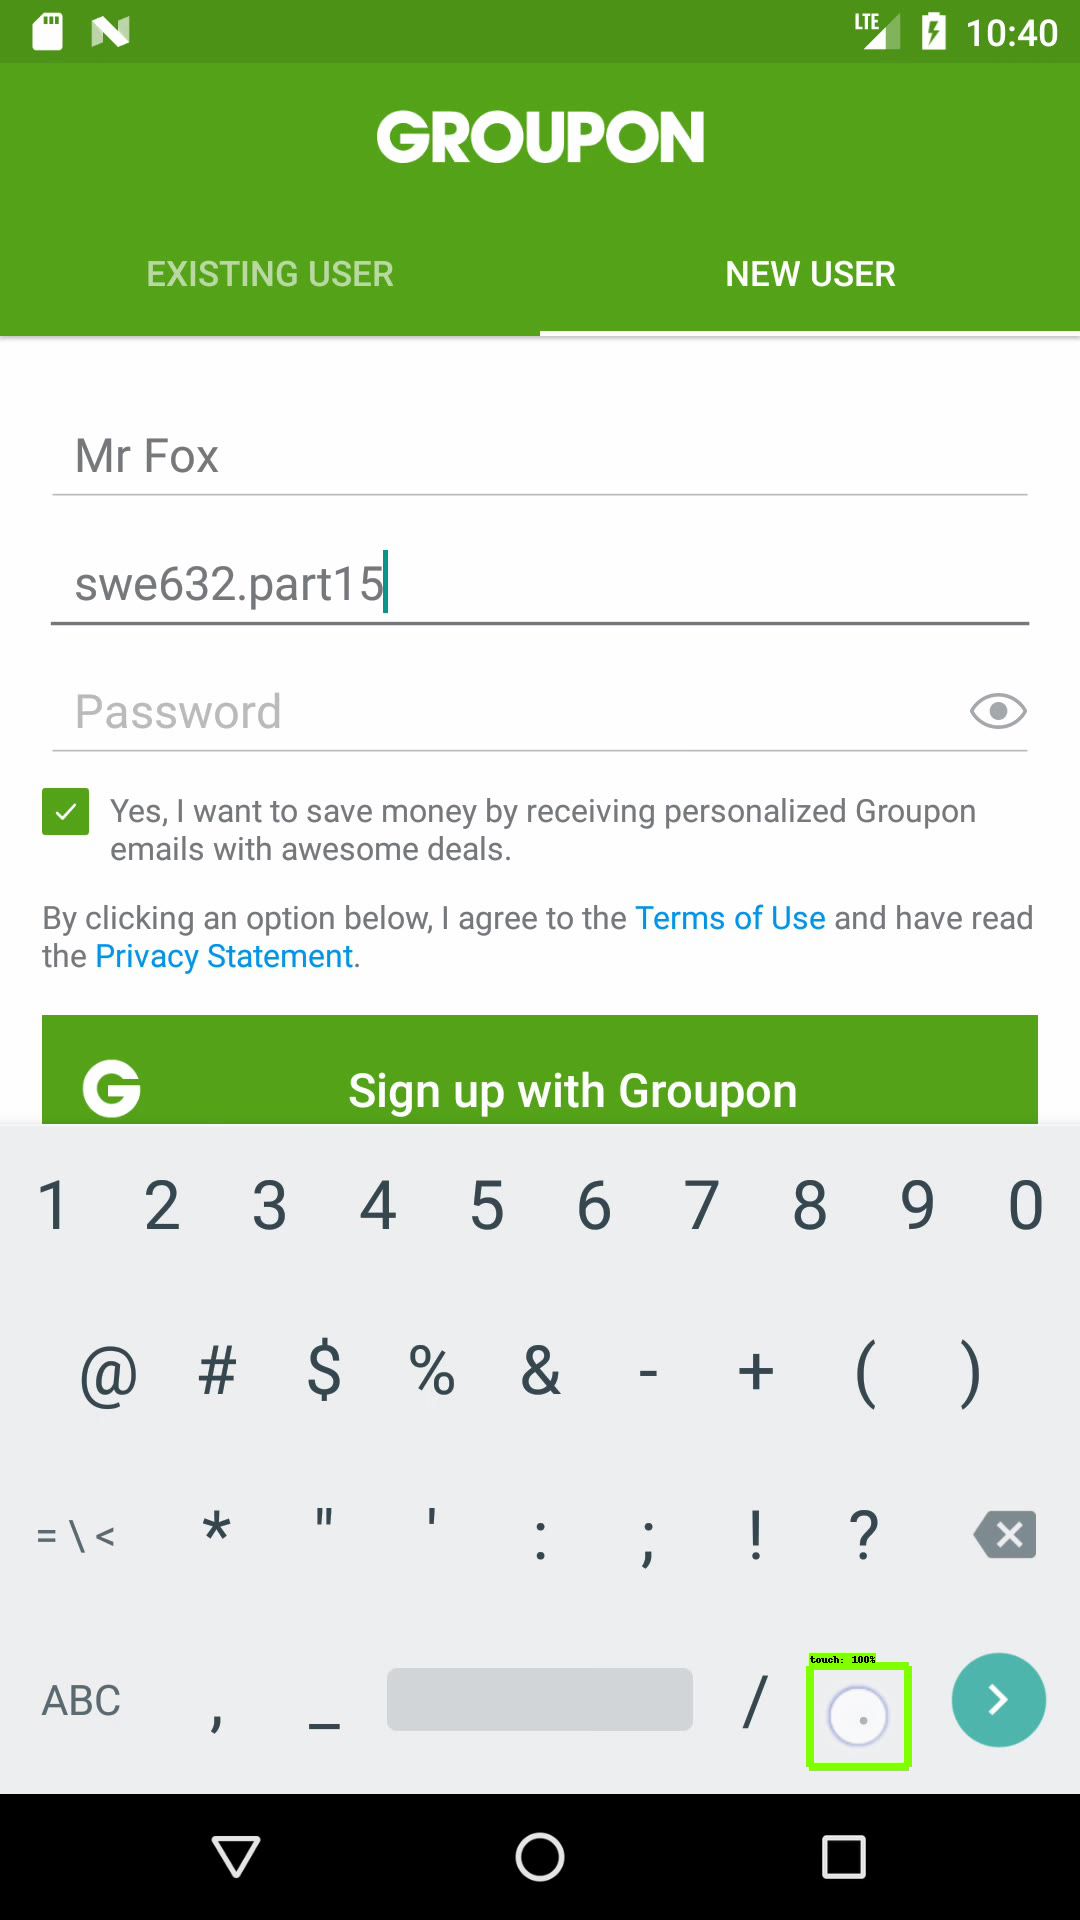 LTE 10:40
GROUPON
EXISTING USER NEW USER
Mr Fox
swe632.part15
Password
Yes, I want to save money by receiving personalized Groupon
emails with awesome deals.
By clicking an option below, I agree to the Terms of Use and have read
the Privacy Statement.
G Sign up with Groupon
1 2 3 4 5 6 7 8 9 0
@ # $ % & - + ( )
= \ < * " ' : ; ! ?
touch: 100%
ABC , _ / .